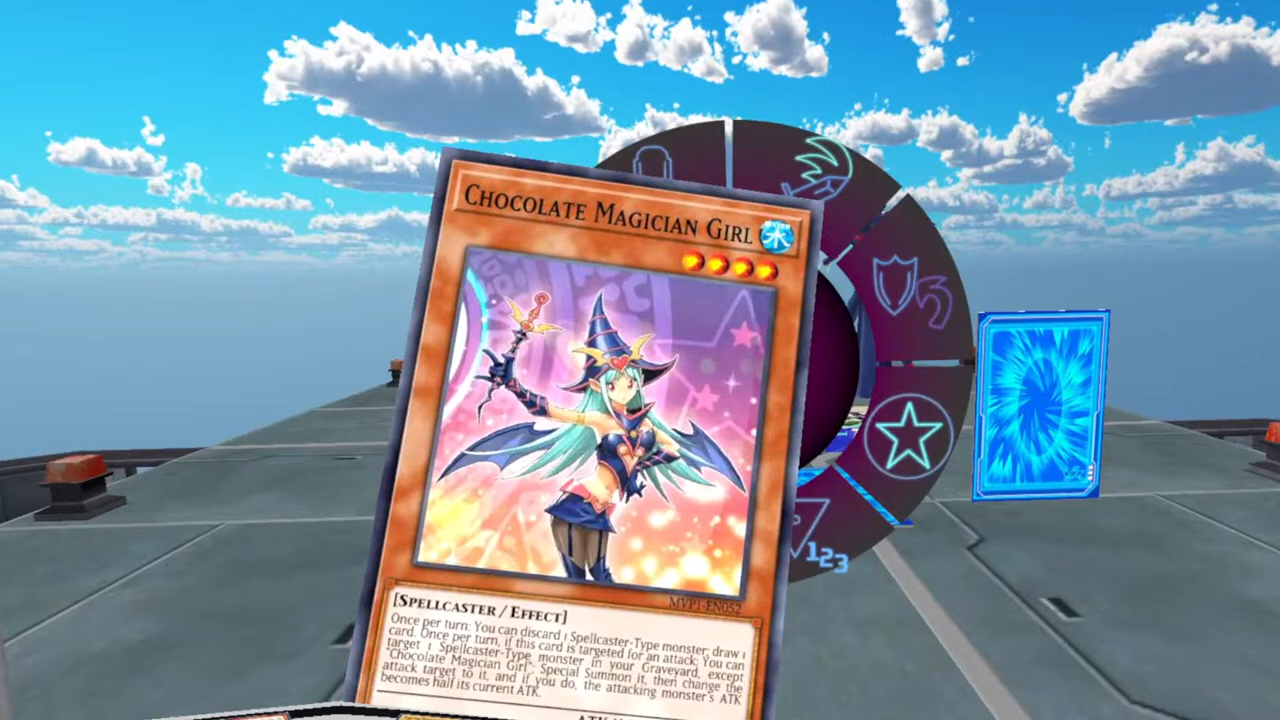 CHOCOLATE MAGICIAN GIRL
水
MVP1-EN052
[SPELLCASTER / EFFECT]
Once per turn: You can discard 1 Spellcaster-Type monster; draw 1
card. Once per turn, if this card is targeted for an attack: You can
target 1 Spellcaster-Type monster in your Graveyard, except
"Chocolate Magician Girl"; Special Summon it, then change the
attack target to it, and if you do, the attacking monster's ATK
becomes half its current ATK.
123